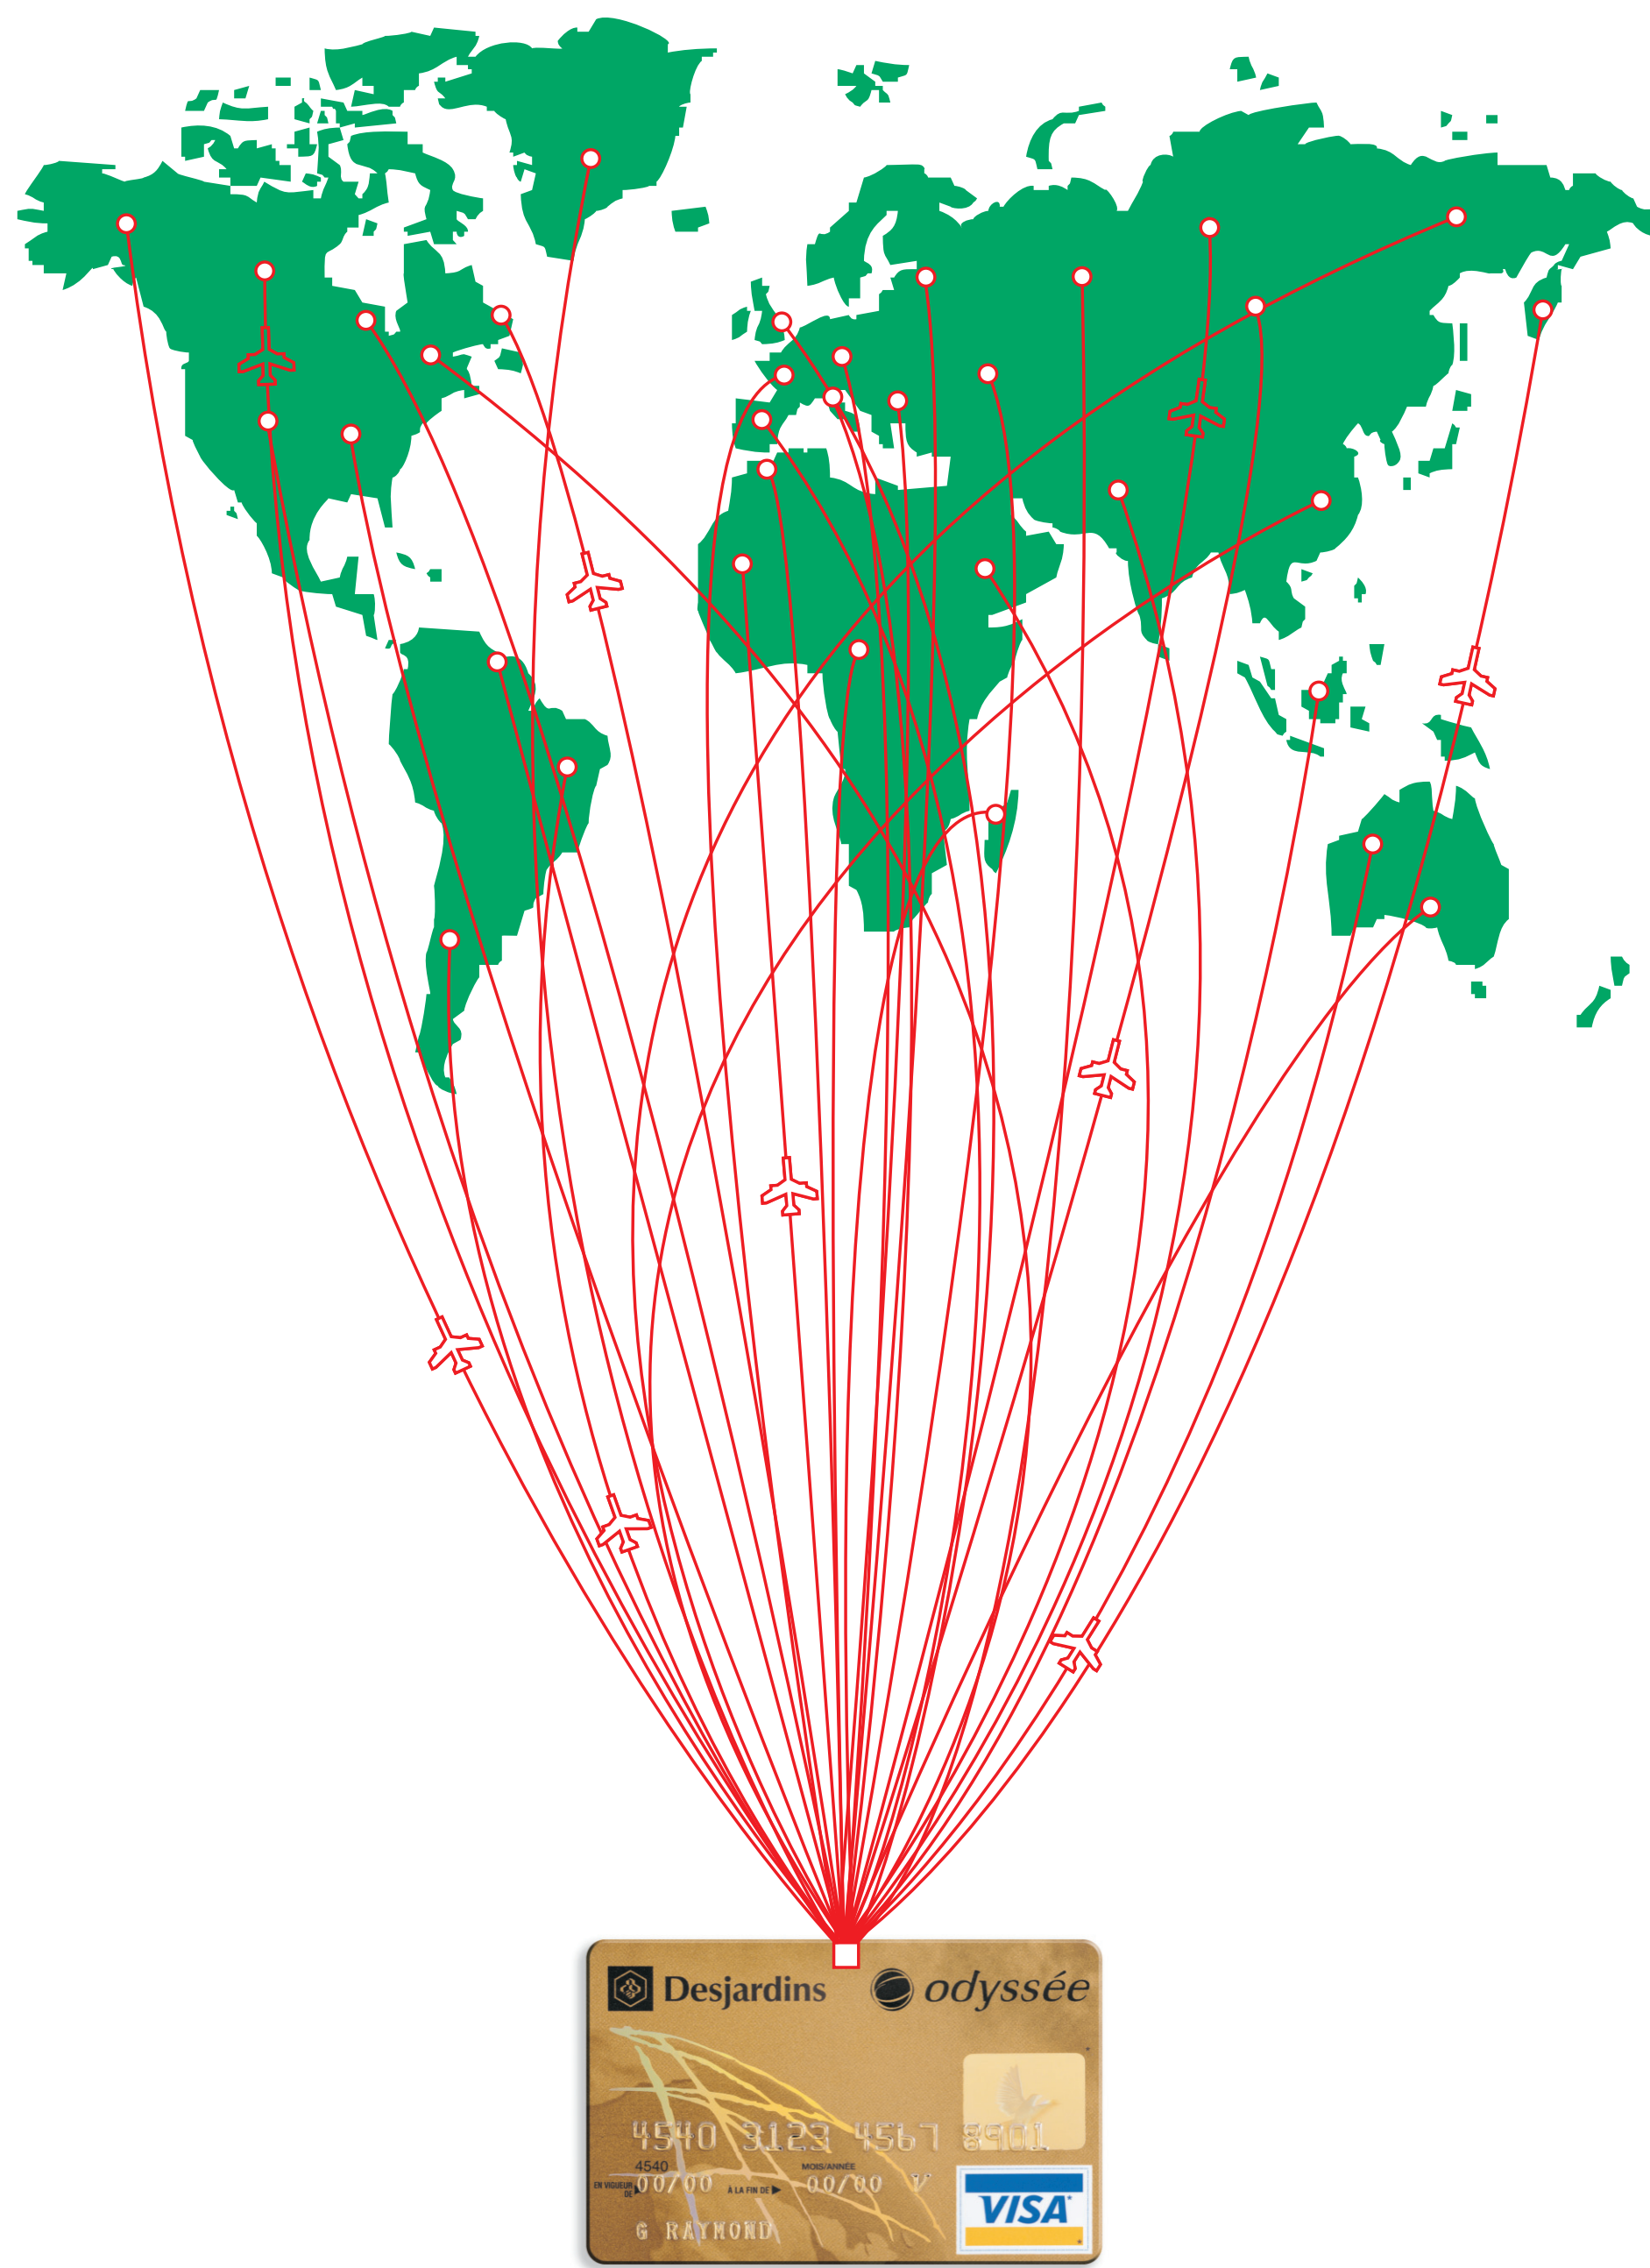 Desjardins odyssée
4540 3123 4567 8901
4540 MOIS/ANNÉE
EN VIGUEUR DE 00/00 À LA FIN DE 00/00 V
G RAYMOND
VISA